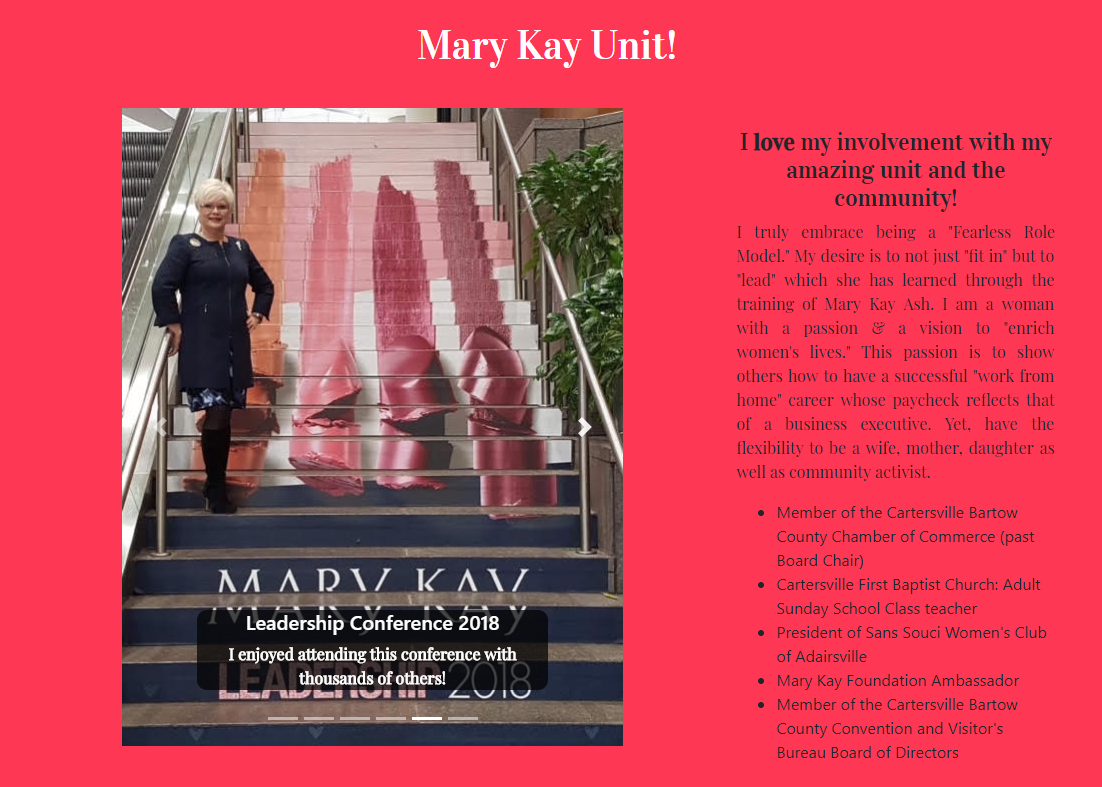 Mary Kay Unit!
MARY KAY
Leadership Conference 2018
I enjoyed attending this conference with
thousands of others!
LEADERSHIP 2018
I love my involvement with my
amazing unit and the
community!
I truly embrace being a "Fearless Role
Model." My desire is to not just "fit in" but to
"lead" which she has learned through the
training of Mary Kay Ash. I am a woman
with a passion & a vision to "enrich
women's lives." This passion is to show
others how to have a successful "work from
home" career whose paycheck reflects that
of a business executive. Yet, have the
flexibility to be a wife, mother, daughter as
well as community activist.
• Member of the Cartersville Bartow
County Chamber of Commerce (past
Board Chair)
• Cartersville First Baptist Church: Adult
Sunday School Class teacher
• President of Sans Souci Women's Club
of Adairsville
• Mary Kay Foundation Ambassador
• Member of the Cartersville Bartow
County Convention and Visitor's
Bureau Board of Directors